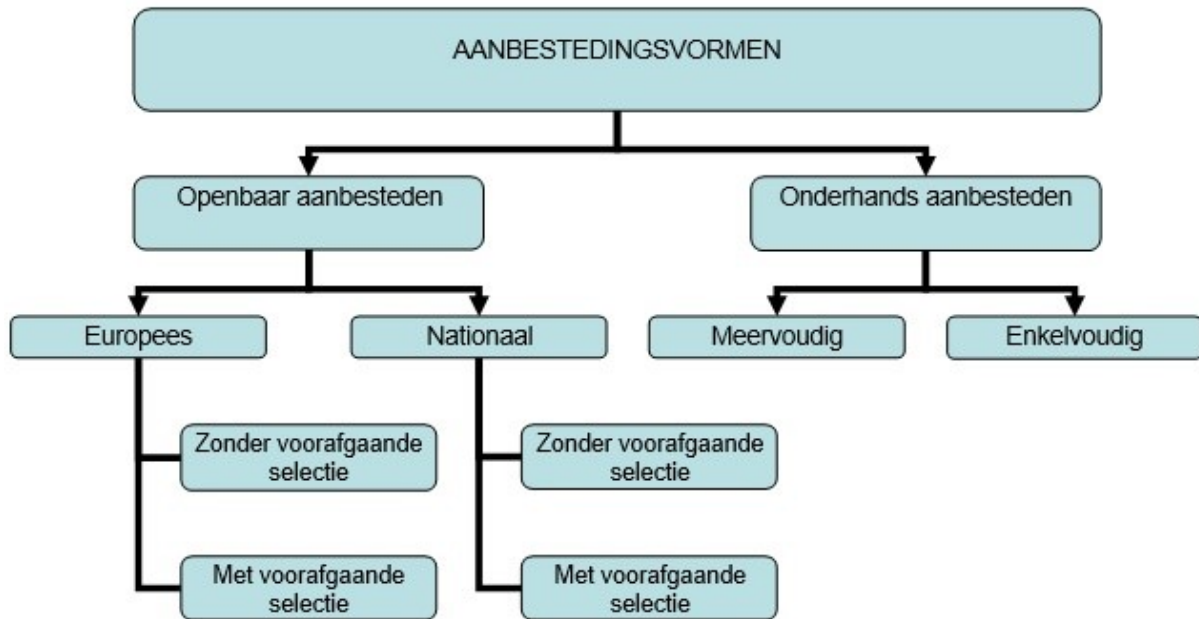 AANBESTEDINGSVORMEN
Openbaar aanbesteden
Onderhands aanbesteden
Europees
Nationaal
Meervoudig
Enkelvoudig
Zonder voorafgaande
selectie
Zonder voorafgaande
selectie
Met voorafgaande
selectie
Met voorafgaande
selectie